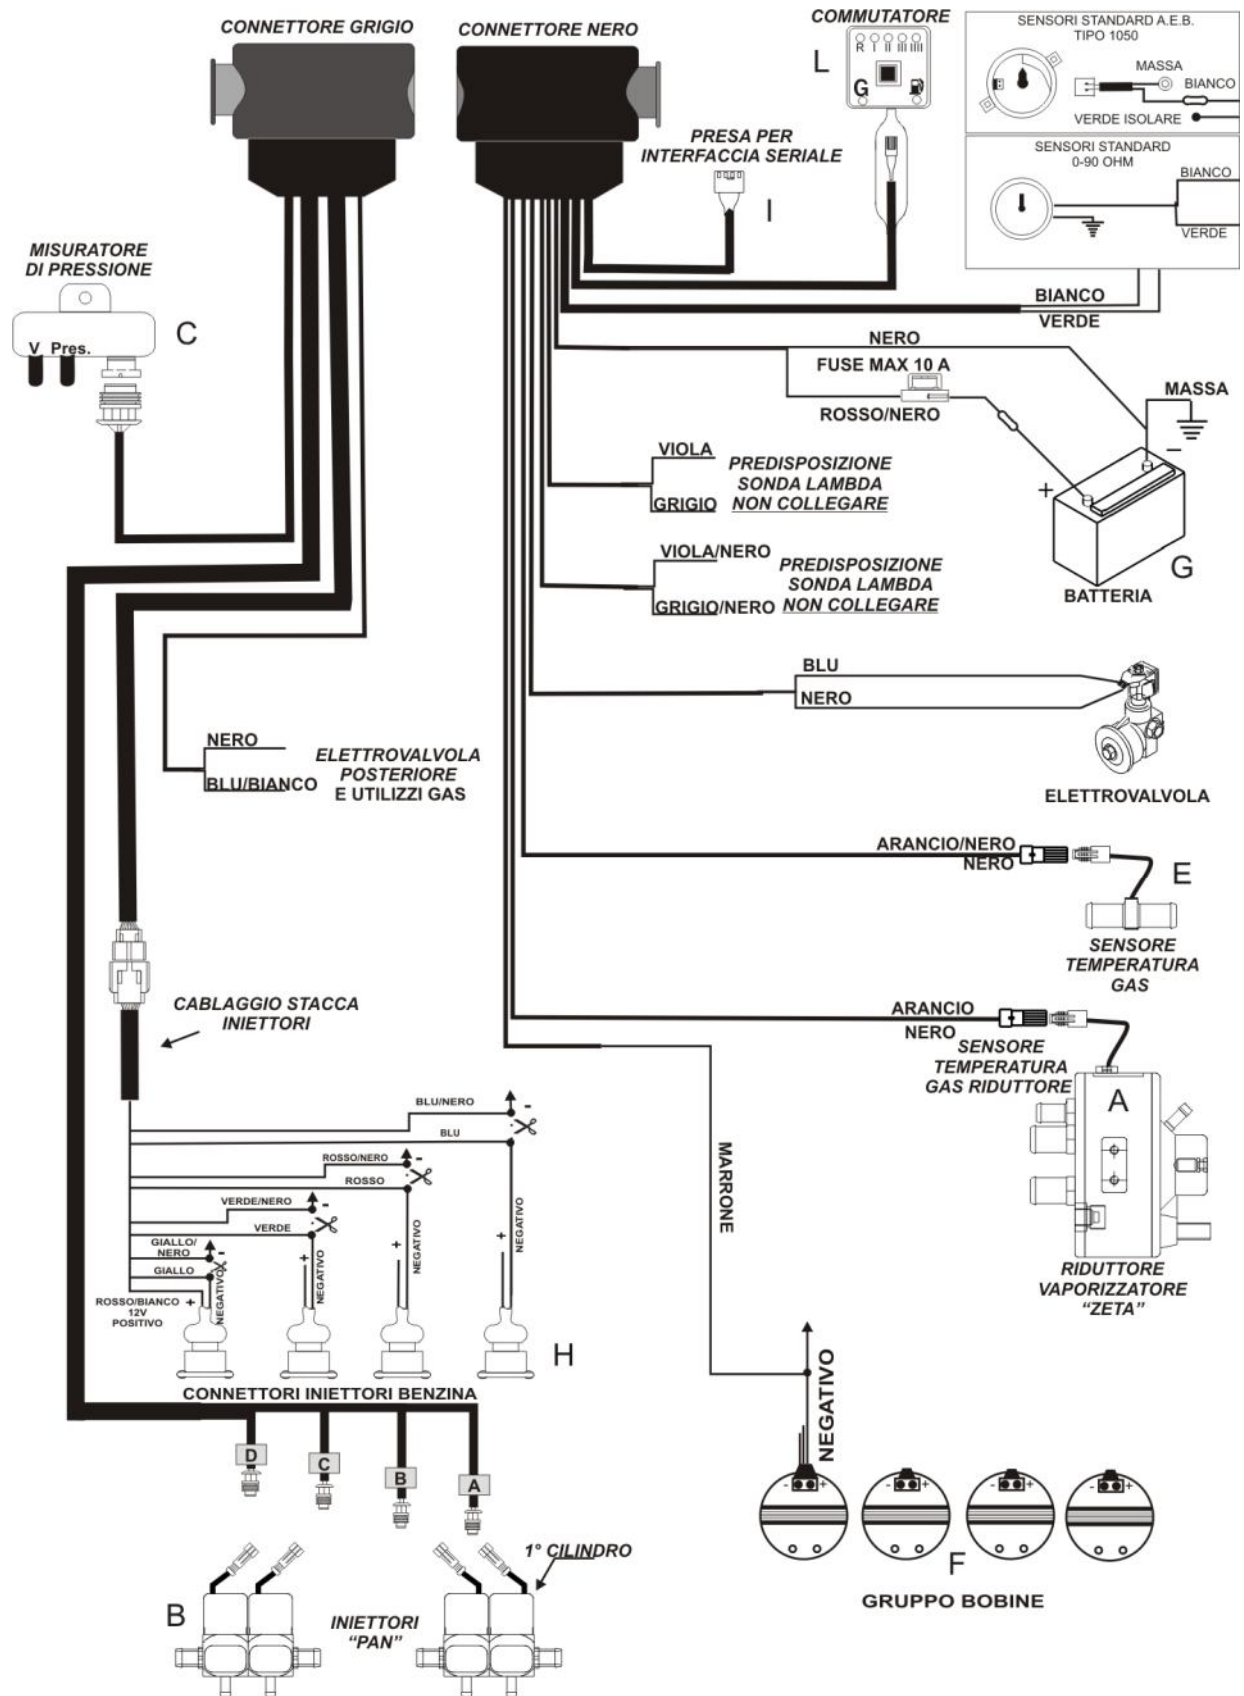 CONNETTORE GRIGIO
CONNETTORE NERO
COMMUTATORE
R I II III IIII
G
L
SENSORI STANDARD A.E.B.
TIPO 1050
MASSA
BIANCO
VERDE ISOLARE
SENSORI STANDARD
0-90 OHM
BIANCO
VERDE
PRESA PER
INTERFACCIA SERIALE
I
MISURATORE
DI PRESSIONE
C
V Pres.
BIANCO
VERDE
NERO
FUSE MAX 10 A
ROSSO/NERO
MASSA
-
+
G
BATTERIA
VIOLA
GRIGIO
PREDISPOSIZIONE
SONDA LAMBDA
NON COLLEGARE
VIOLA/NERO
GRIGIO/NERO
PREDISPOSIZIONE
SONDA LAMBDA
NON COLLEGARE
BLU
NERO
ELETTROVALVOLA
NERO
BLU/BIANCO
ELETTROVALVOLA
POSTERIORE
E UTILIZZI GAS
ARANCIO/NERO
NERO
E
SENSORE
TEMPERATURA
GAS
CABLAGGIO STACCA
INIETTORI
ARANCIO
NERO
SENSORE
TEMPERATURA
GAS RIDUTTORE
A
RIDUTTORE
VAPORIZZATORE
“ZETA”
MARRONE
BLU/NERO
-
BLU
ROSSO/NERO
-
ROSSO
VERDE/NERO
-
VERDE
GIALLO/
NERO
-
GIALLO
ROSSO/BIANCO
12V
POSITIVO
+
NEGATIVO
+
NEGATIVO
+
NEGATIVO
+
NEGATIVO
H
CONNETTORI INIETTORI BENZINA
D
C
B
A
1° CILINDRO
B
INIETTORI
“PAN”
NEGATIVO
- +
- +
- +
- +
F
GRUPPO BOBINE